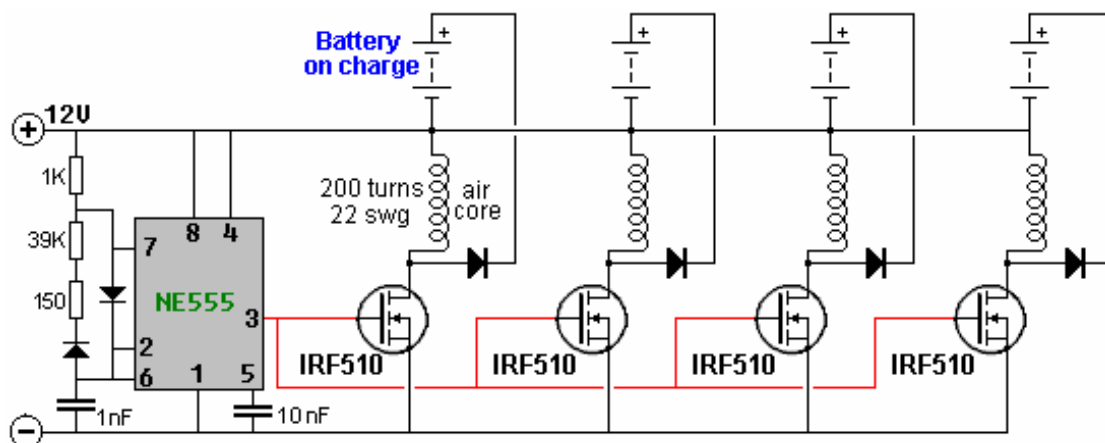 Battery
on charge
+
+
+
+
+ 12V
1K
39K
150
200 turns
22 swg
air
core
8 4
7
NE555
3
2
6
1
5
IRF510
IRF510
IRF510
IRF510
1nF
10nF
−